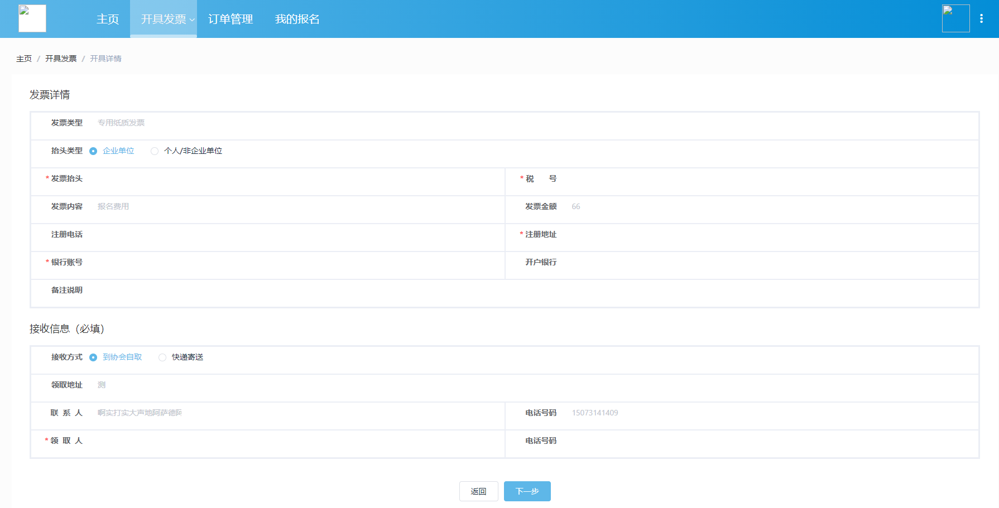 主页 开具发票 订单管理 我的报名
主页 / 开具发票 / 开具详情
发票详情
发票类型 专用纸质发票
抬头类型 企业单位 个人/非企业单位
* 发票抬头 * 税 号
发票内容 报名费用 发票金额 66
注册电话 * 注册地址
* 银行账号 开户银行
备注说明
接收信息（必填）
接收方式 到协会自取 快递寄送
领取地址 测
联 系 人 啊实打实大声地阿萨德阿 电话号码 15073141409
* 领 取 人 电话号码
返回 下一步